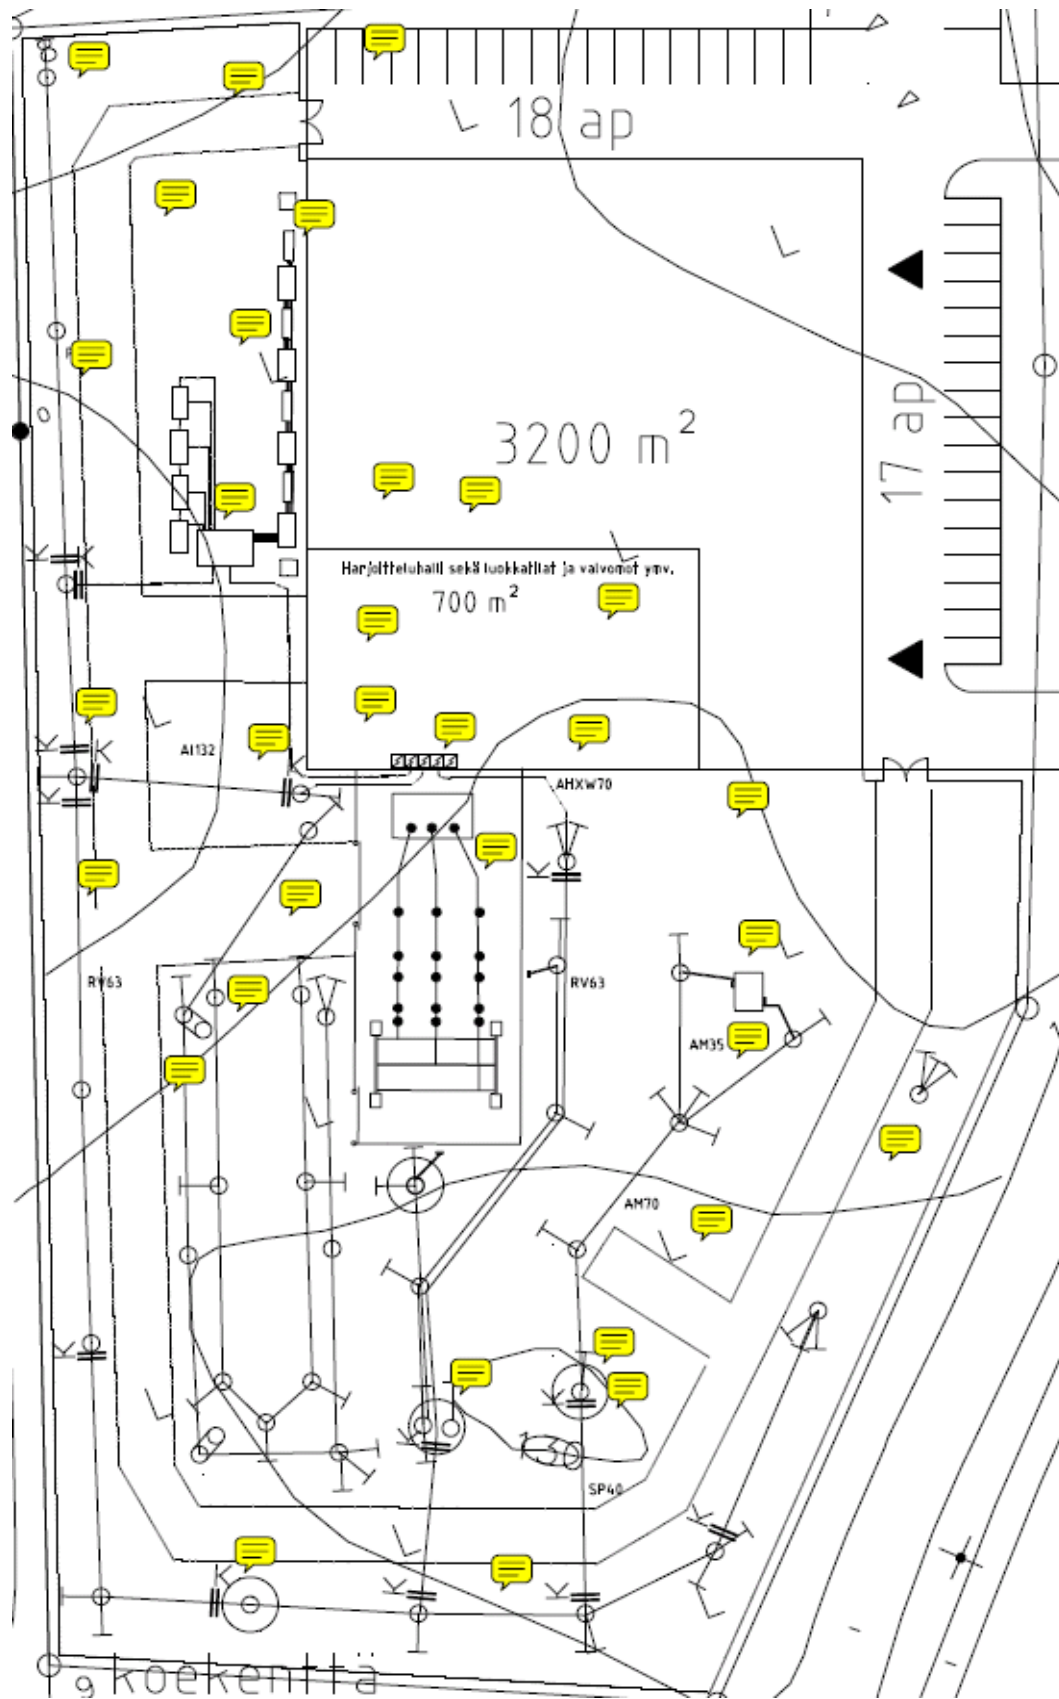 18 ap
3200 m²
17 ap
Harjoitteluhalli sekä luokkatilat ja valvomot ymv.
700 m²
AI132
AHXW70
RV63
RV63
AM35
AM70
SP40
koekenttä